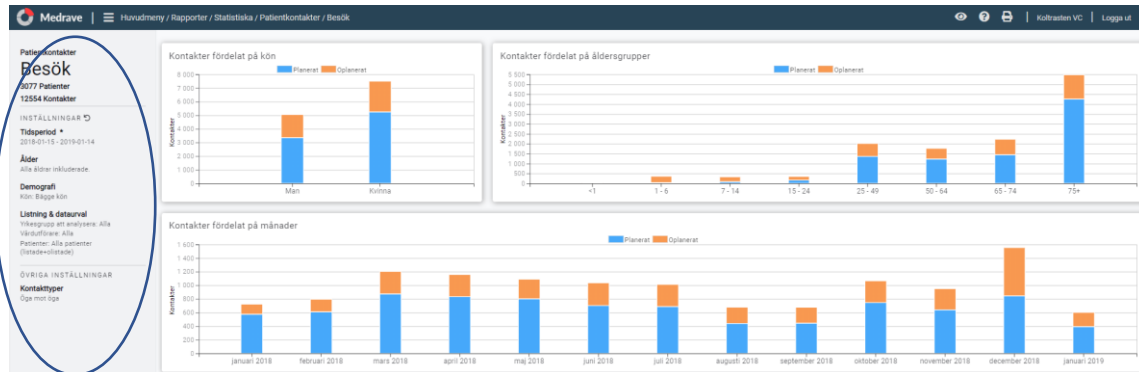 Medrave | Huvudmeny / Rapporter / Statistiska / Patientkontakter / Besök
Koltrasten VC | Logga ut
Patientkontakter
Besök
3077 Patienter
12554 Kontakter
INSTÄLLNINGAR
Tidsperiod *
2018-01-15 - 2019-01-14
Ålder
Alla åldrar inkluderade.
Demografi
Kön: Bägge kön
Listning & dataurval
Yrkesgrupp att analysera: Alla
Vårdutförare: Alla
Patienter: Alla patienter
(listade+olistade)
ÖVRIGA INSTÄLLNINGAR
Kontakttyper
Öga mot öga
Kontakter fördelat på kön
Planerat Oplanerat
Kontakter
8 000
7 000
6 000
5 000
4 000
3 000
2 000
1 000
0
Man Kvinna
Kontakter fördelat på åldersgrupper
Planerat Oplanerat
Kontakter
5 500
5 000
4 500
4 000
3 500
3 000
2 500
2 000
1 500
1 000
500
0
<1 1 - 6 7 - 14 15 - 24 25 - 49 50 - 64 65 - 74 75+
Kontakter fördelat på månader
Planerat Oplanerat
Kontakter
1 600
1 400
1 200
1 000
800
600
400
200
0
januari 2018 februari 2018 mars 2018 april 2018 maj 2018 juni 2018 juli 2018 augusti 2018 september 2018 oktober 2018 november 2018 december 2018 januari 2019